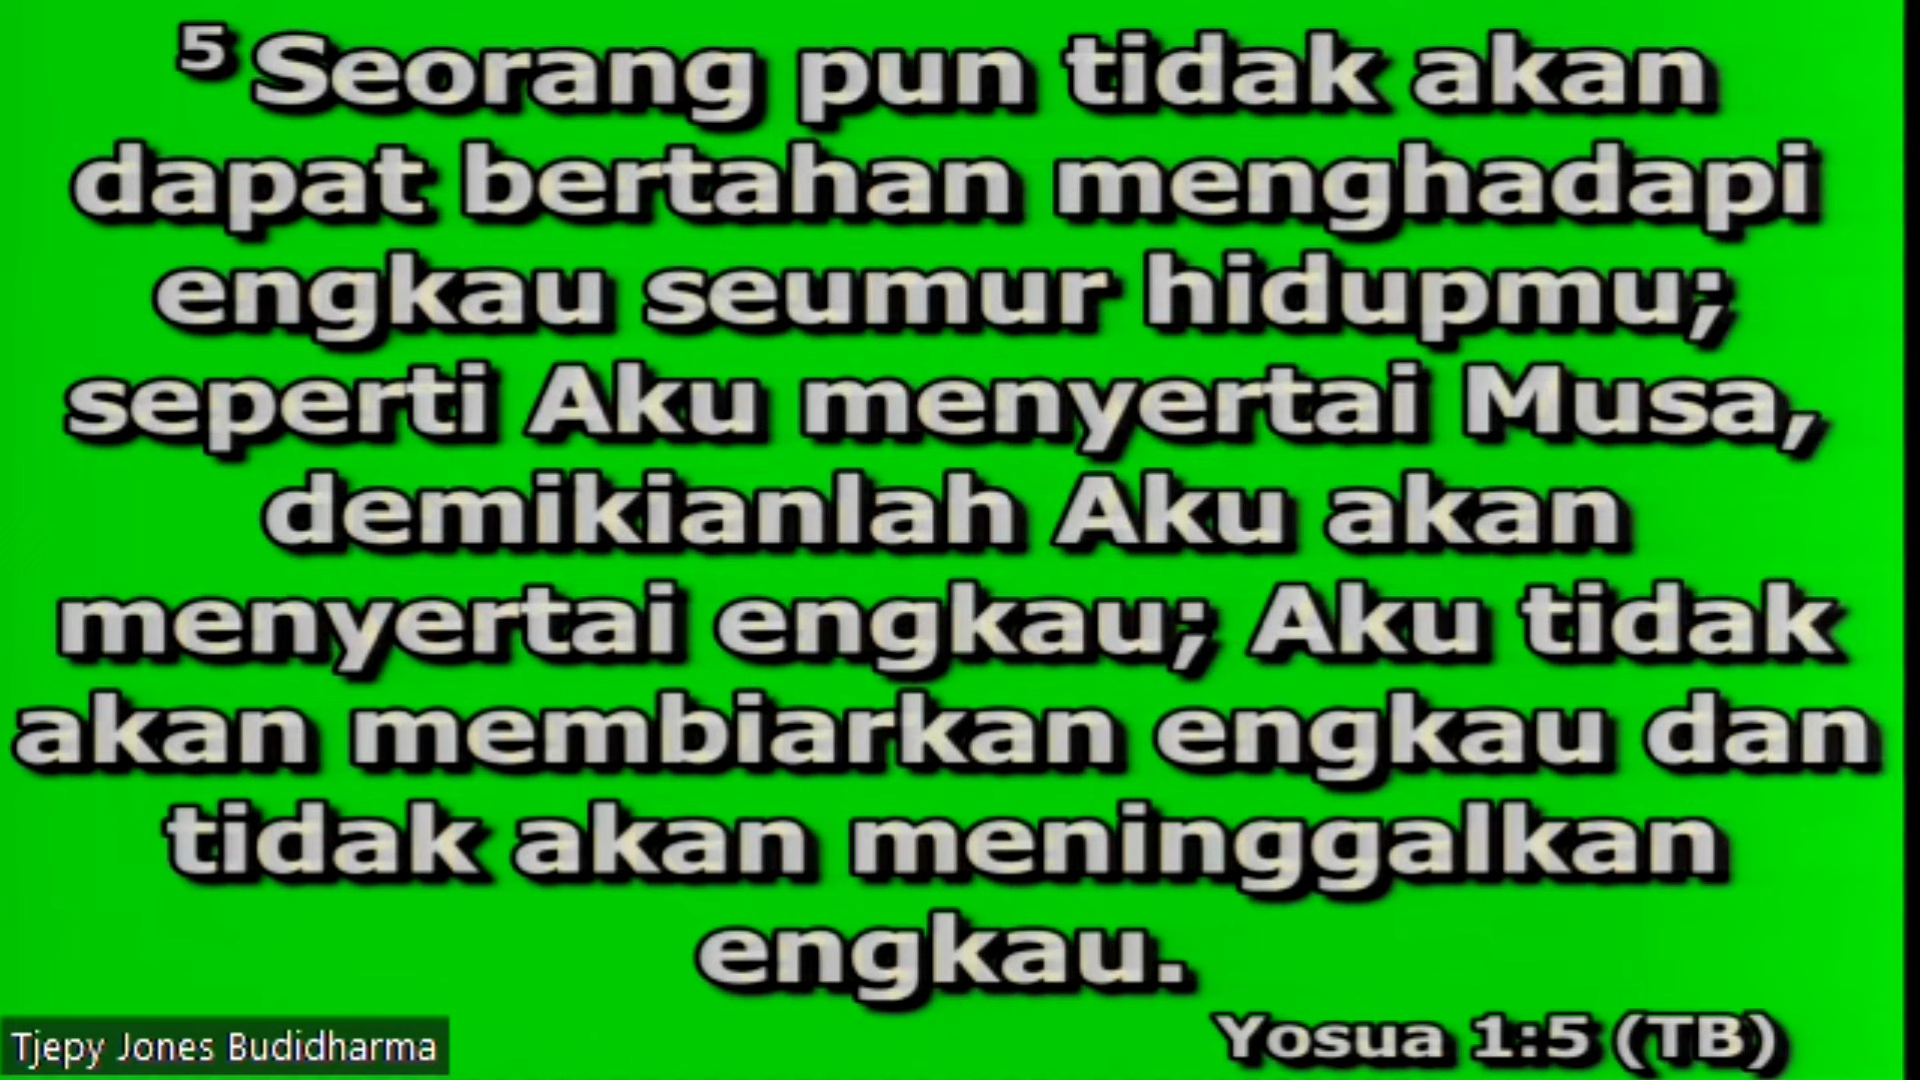 5 Seorang pun tidak akan
dapat bertahan menghadapi
engkau seumur hidupmu;
seperti Aku menyertai Musa,
demikianlah Aku akan
menyertai engkau; Aku tidak
akan membiarkan engkau dan
tidak akan meninggalkan
engkau.
Yosua 1:5 (TB)
Tjepy Jones Budidharma